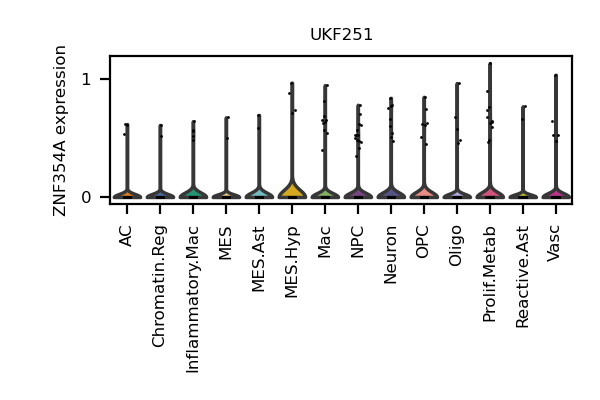 UKF251
ZNF354A expression
1
0
AC
Chromatin.Reg
Inflammatory.Mac
MES
MES.Ast
MES.Hyp
Mac
NPC
Neuron
OPC
Oligo
Prolif.Metab
Reactive.Ast
Vasc